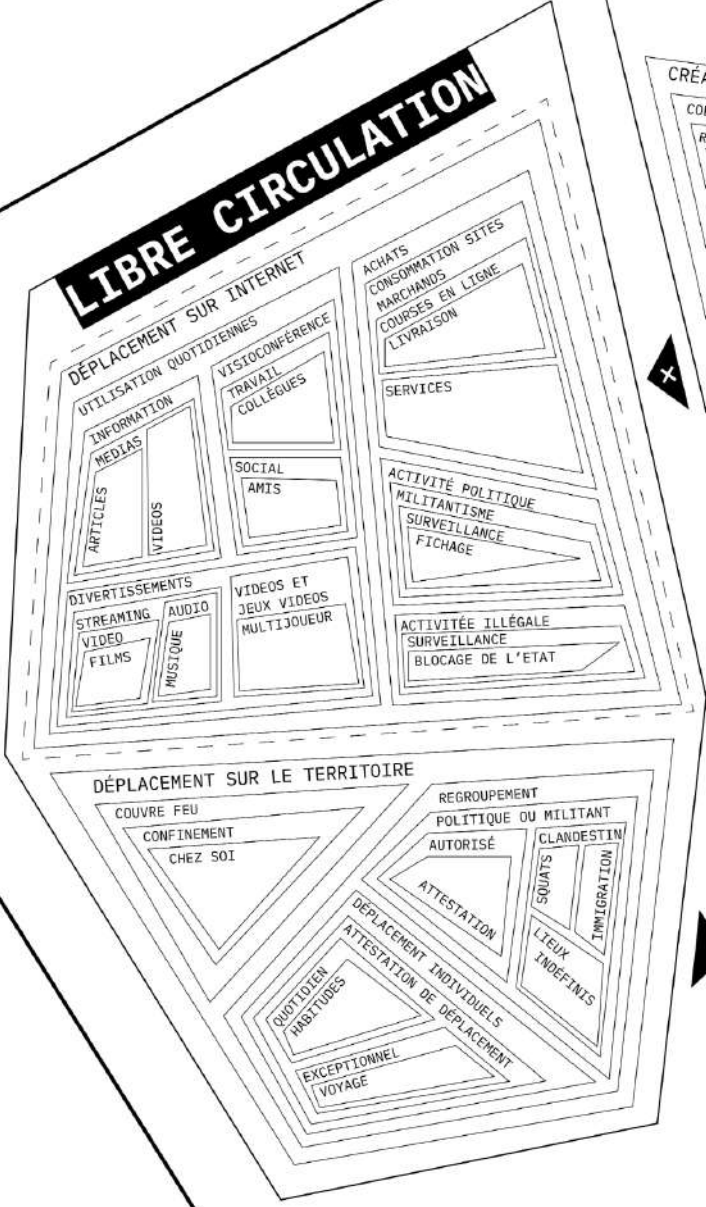 LIBRE CIRCULATION
DÉPLACEMENT SUR INTERNET
UTILISATION QUOTIDIENNES
INFORMATION
MEDIAS
ARTICLES
VIDEOS
VISIOCONFÉRENCE
TRAVAIL
COLLÈGUES
SOCIAL
AMIS
DIVERTISSEMENTS
STREAMING
VIDEO
FILMS
AUDIO
MUSIQUE
VIDEOS ET
JEUX VIDEOS
MULTIJOUEUR
ACHATS
CONSOMMATION SITES
MARCHANDS
COURSES EN LIGNE
LIVRAISON
SERVICES
ACTIVITÉ POLITIQUE
MILITANTISME
SURVEILLANCE
FICHAGE
ACTIVITÉE ILLÉGALE
SURVEILLANCE
BLOCAGE DE L'ETAT
DÉPLACEMENT SUR LE TERRITOIRE
COUVRE FEU
CONFINEMENT
CHEZ SOI
REGROUPEMENT
POLITIQUE OU MILITANT
AUTORISÉ
ATTESTATION
CLANDESTIN
SQUATS
IMMIGRATION
LIEUX
INDÉFINIS
DÉPLACEMENT INDIVIDUELS
ATTESTATION DE DÉPLACEMENT
QUOTIDIEN
HABITUDES
EXCEPTIONNEL
VOYAGE
CRÉA
CO
R
+